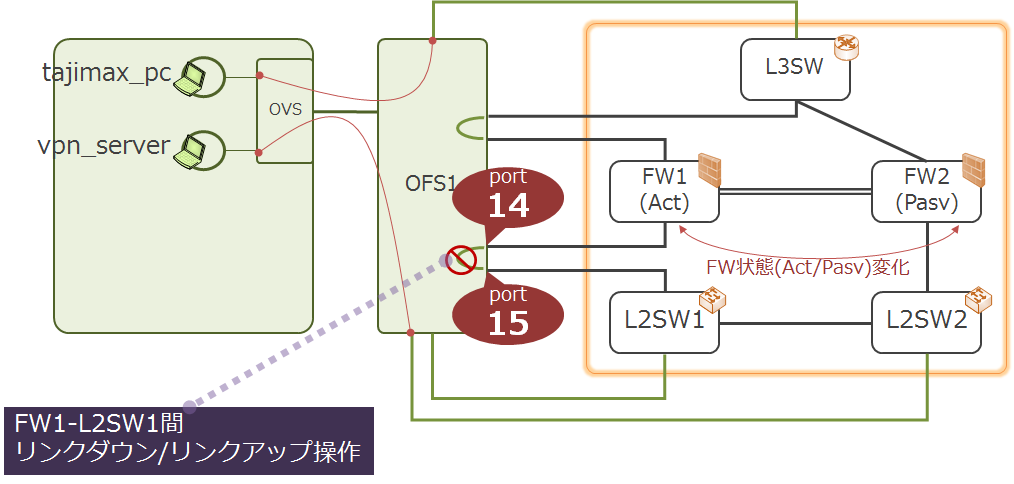 tajimax_pc
OVS
vpn_server
OFS1
L3SW
FW1
(Act)
FW2
(Pasv)
port
14
FW状態(Act/Pasv)変化
port
15
L2SW1
L2SW2
FW1-L2SW1間
リンクダウン/リンクアップ操作